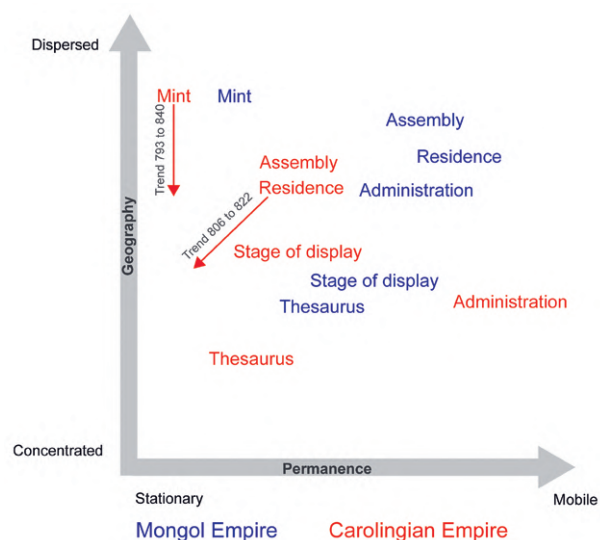 Dispersed
Mint
Mint
Trend 793 to 840
Assembly
Assembly
Residence
Residence
Administration
Trend 806 to 822
Geography
Stage of display
Stage of display
Thesaurus
Administration
Thesaurus
Concentrated
Permanence
Stationary
Mobile
Mongol Empire
Carolingian Empire